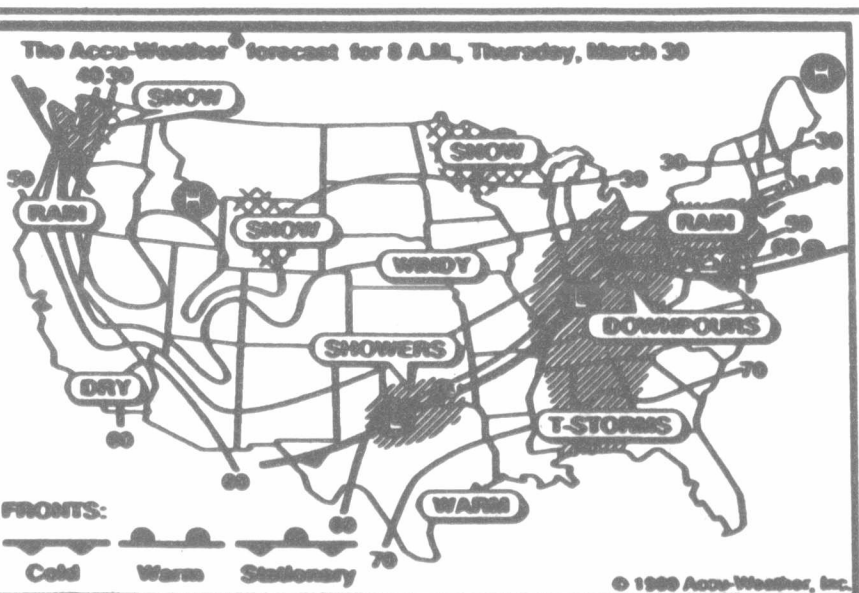 The Accu-Weather® forecast for 8 A.M., Thursday, March 30
40 30
SNOW
H
SNOW
30
30
30
40
50
RAIN
H
RAIN
SNOW
50
60
WINDY
L
DOWNPOURS
SHOWERS
70
DRY
L
T-STORMS
60
60
WARM
60
70
FRONTS:
Cold Warm Stationary
© 1989 Accu-Weather, Inc.